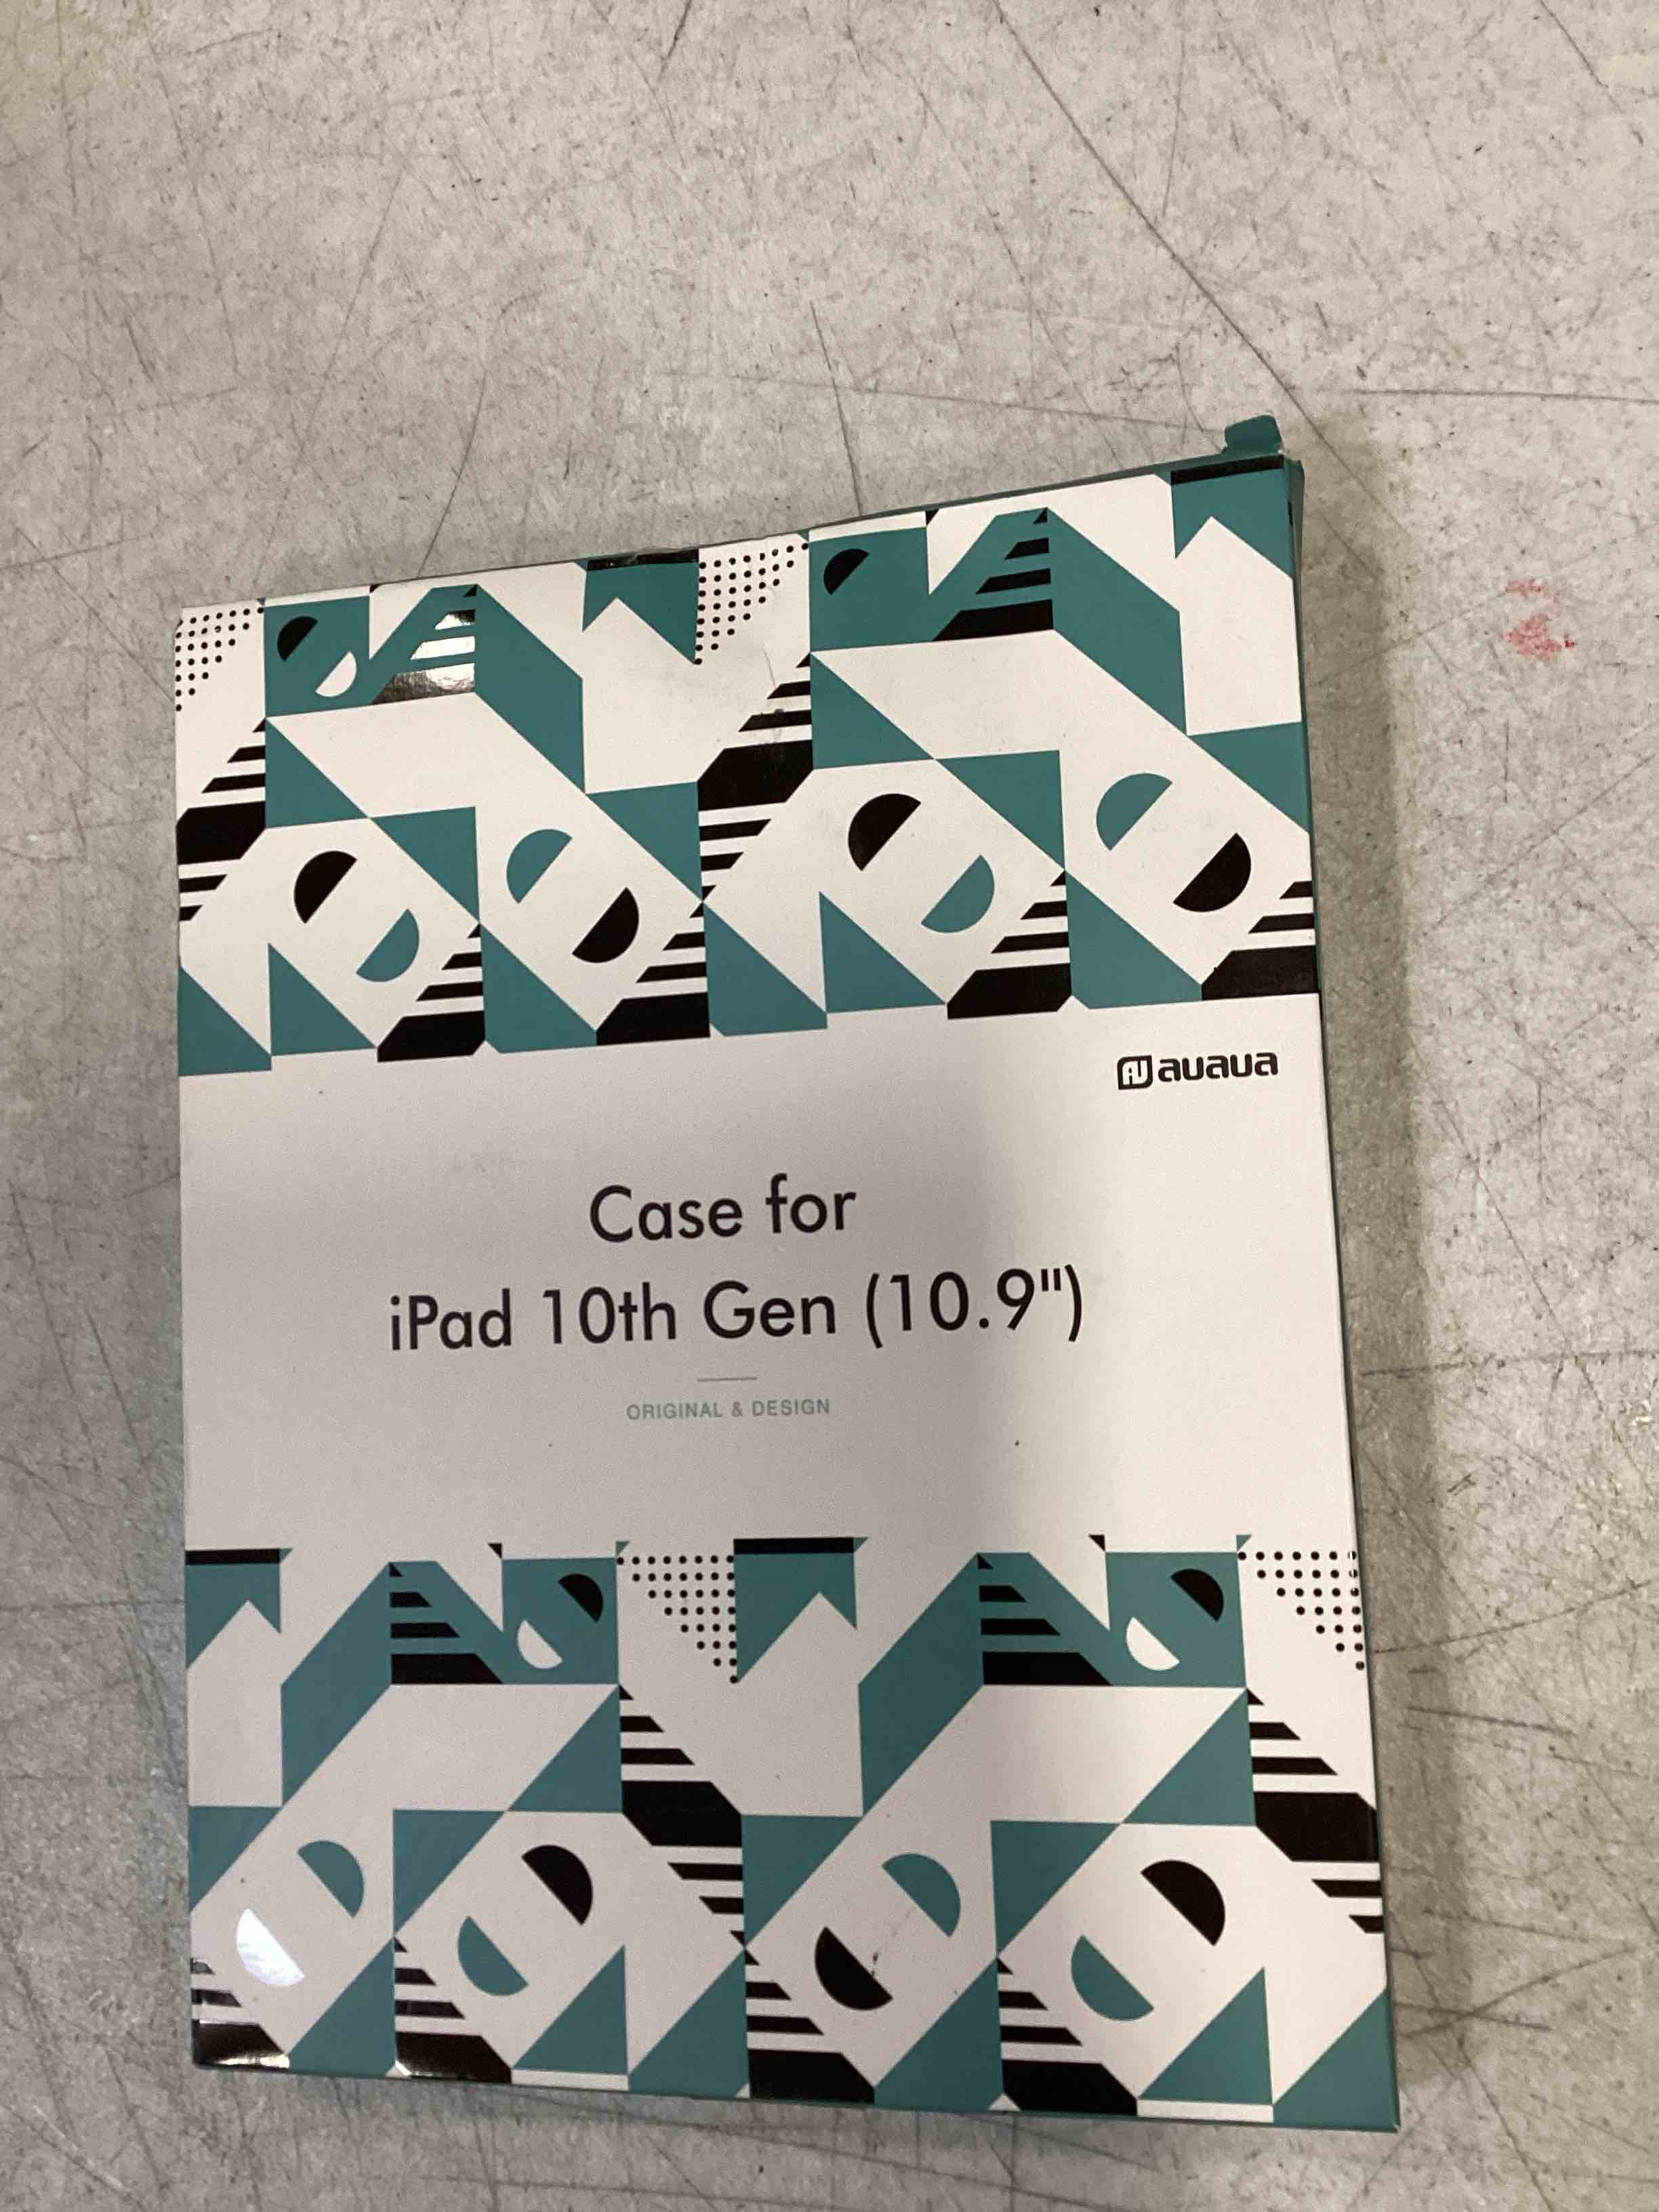 auaua
Case for
iPad 10th Gen (10.9")
ORIGINAL & DESIGN